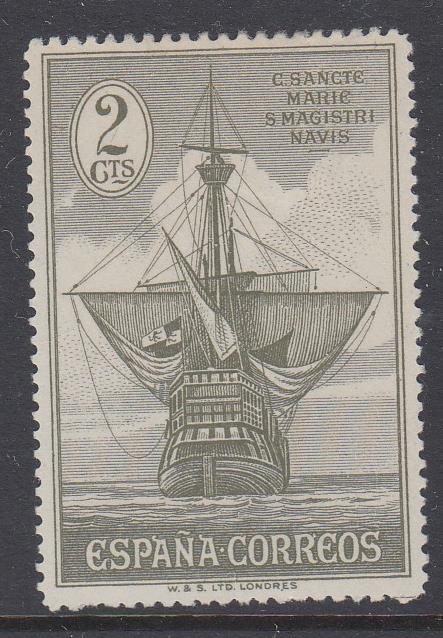 2
CTS
C. SANCTE
MARIE
S MAGISTRI
NAVIS
ESPAÑA·CORREOS
W. & S. LTD. LONDRES